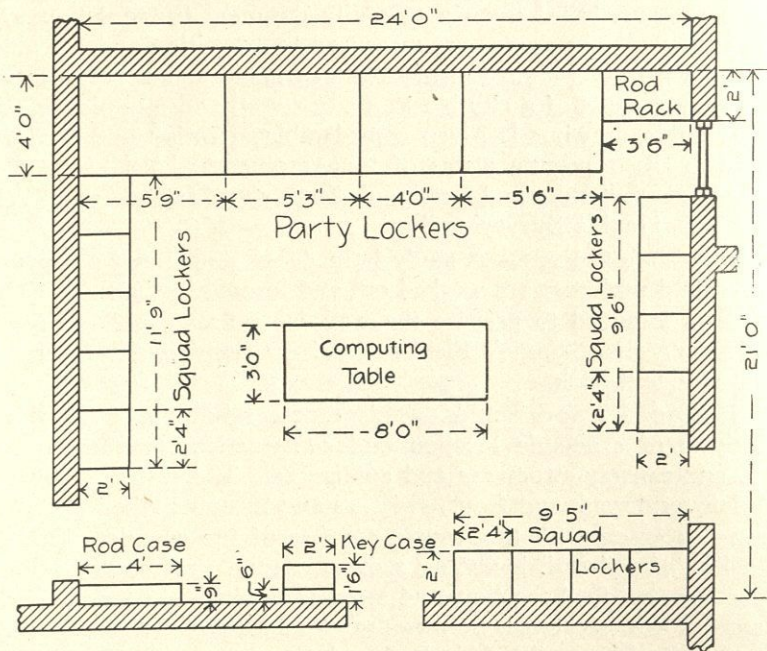 24'0"
4'0"
Rod
Rack
2'
3'6"
5'9" 5'3" 4'0" 5'6"
Party Lockers
11'9"
Squad Lockers
2'4"
2'
Squad Lockers
9'6"
2'4"
2'
21'0"
3'0"
Computing
Table
8'0"
9'5"
2'4" Squad
Lockers
2'
Rod Case
4'
9"
2' Key Case
6"
1'6"